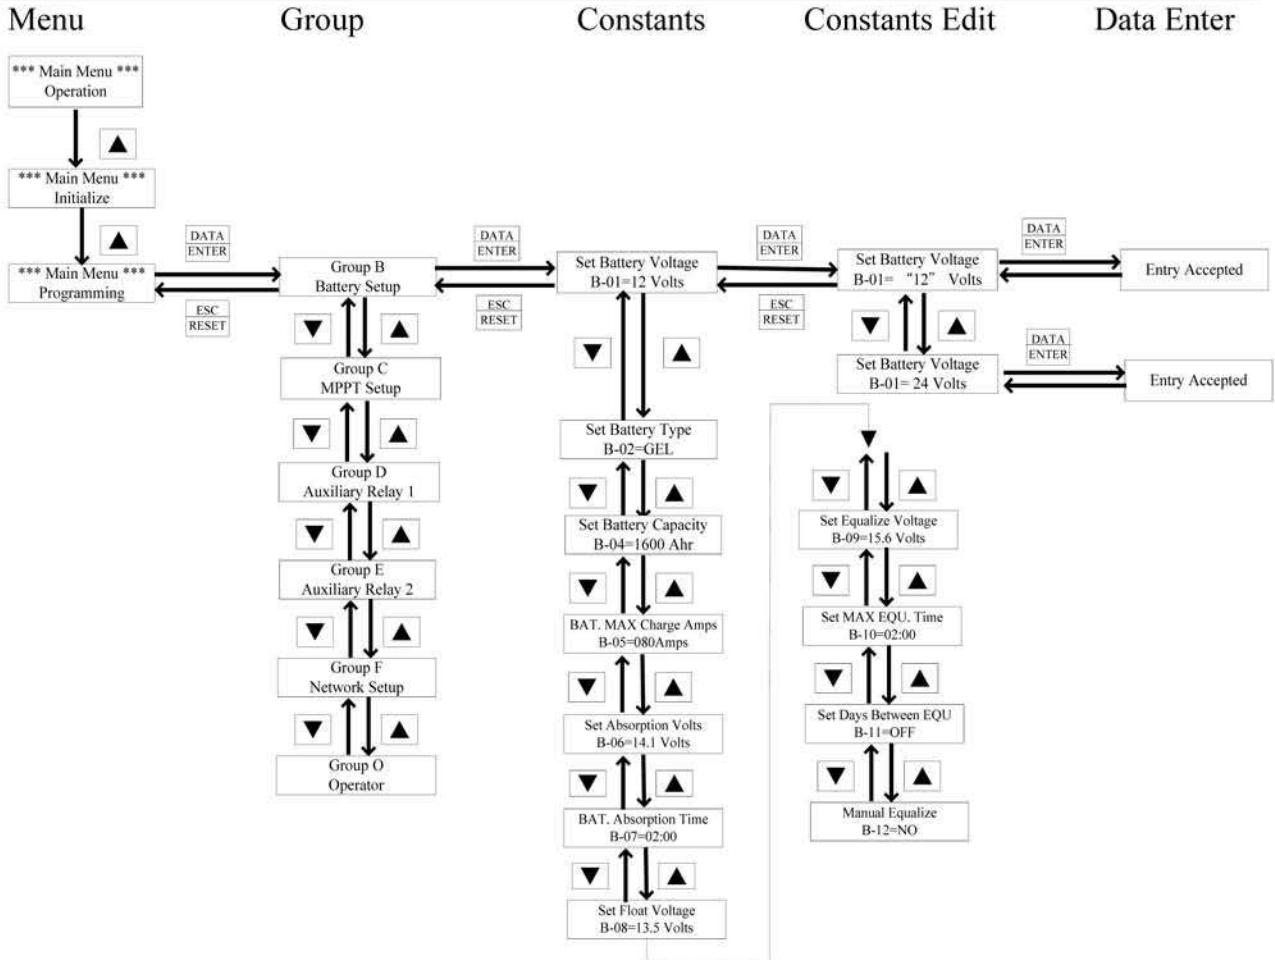 Menu
Group
Constants
Constants Edit
Data Enter
*** Main Menu ***
Operation
*** Main Menu ***
Initialize
*** Main Menu ***
Programming
DATA
ENTER
ESC
RESET
Group B
Battery Setup
Group C
MPPT Setup
Group D
Auxiliary Relay 1
Group E
Auxiliary Relay 2
Group F
Network Setup
Group O
Operator
DATA
ENTER
ESC
RESET
Set Battery Voltage
B-01=12 Volts
Set Battery Type
B-02=GEL
Set Battery Capacity
B-04=1600 Ahr
BAT. MAX Charge Amps
B-05=080Amps
Set Absorption Volts
B-06=14.1 Volts
BAT. Absorption Time
B-07=02:00
Set Float Voltage
B-08=13.5 Volts
DATA
ENTER
ESC
RESET
Set Battery Voltage
B-01= “12” Volts
Set Battery Voltage
B-01= 24 Volts
Set Equalize Voltage
B-09=15.6 Volts
Set MAX EQU. Time
B-10=02:00
Set Days Between EQU
B-11=OFF
Manual Equalize
B-12=NO
DATA
ENTER
Entry Accepted
DATA
ENTER
Entry Accepted